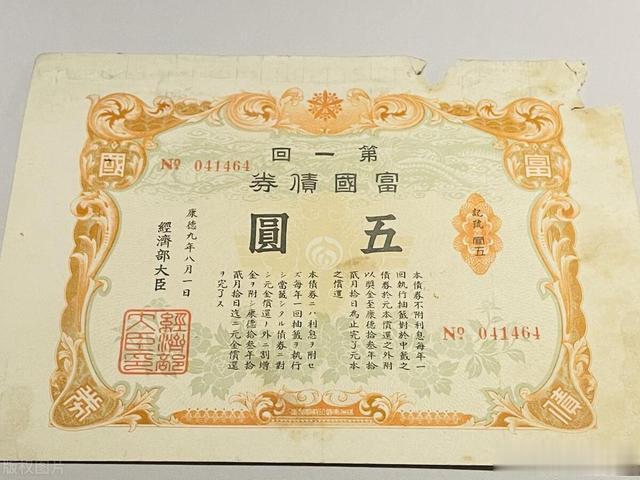 富
國
債
券
第一回
富國債券
五圓
No 041464
記號
康德九年八月一日
經濟部大臣
經濟部大臣印
本債券不附利息每年一
回執行抽籤對於中籤之
債券於元本償還之外附
以奬金至康德拾叁年拾
貳月拾日為止完了元本
之償還
本債券ニハ利息ヲ附セ
ズ每年一回抽籤ヲ執行
シ當籤シタル債券ニ對
シ元金償還ノ外ニ割增
金ヲ附シ康德拾叁年拾
貳月拾日迄ニ元金償還
ヲ完了ス
No 041464
版权图片